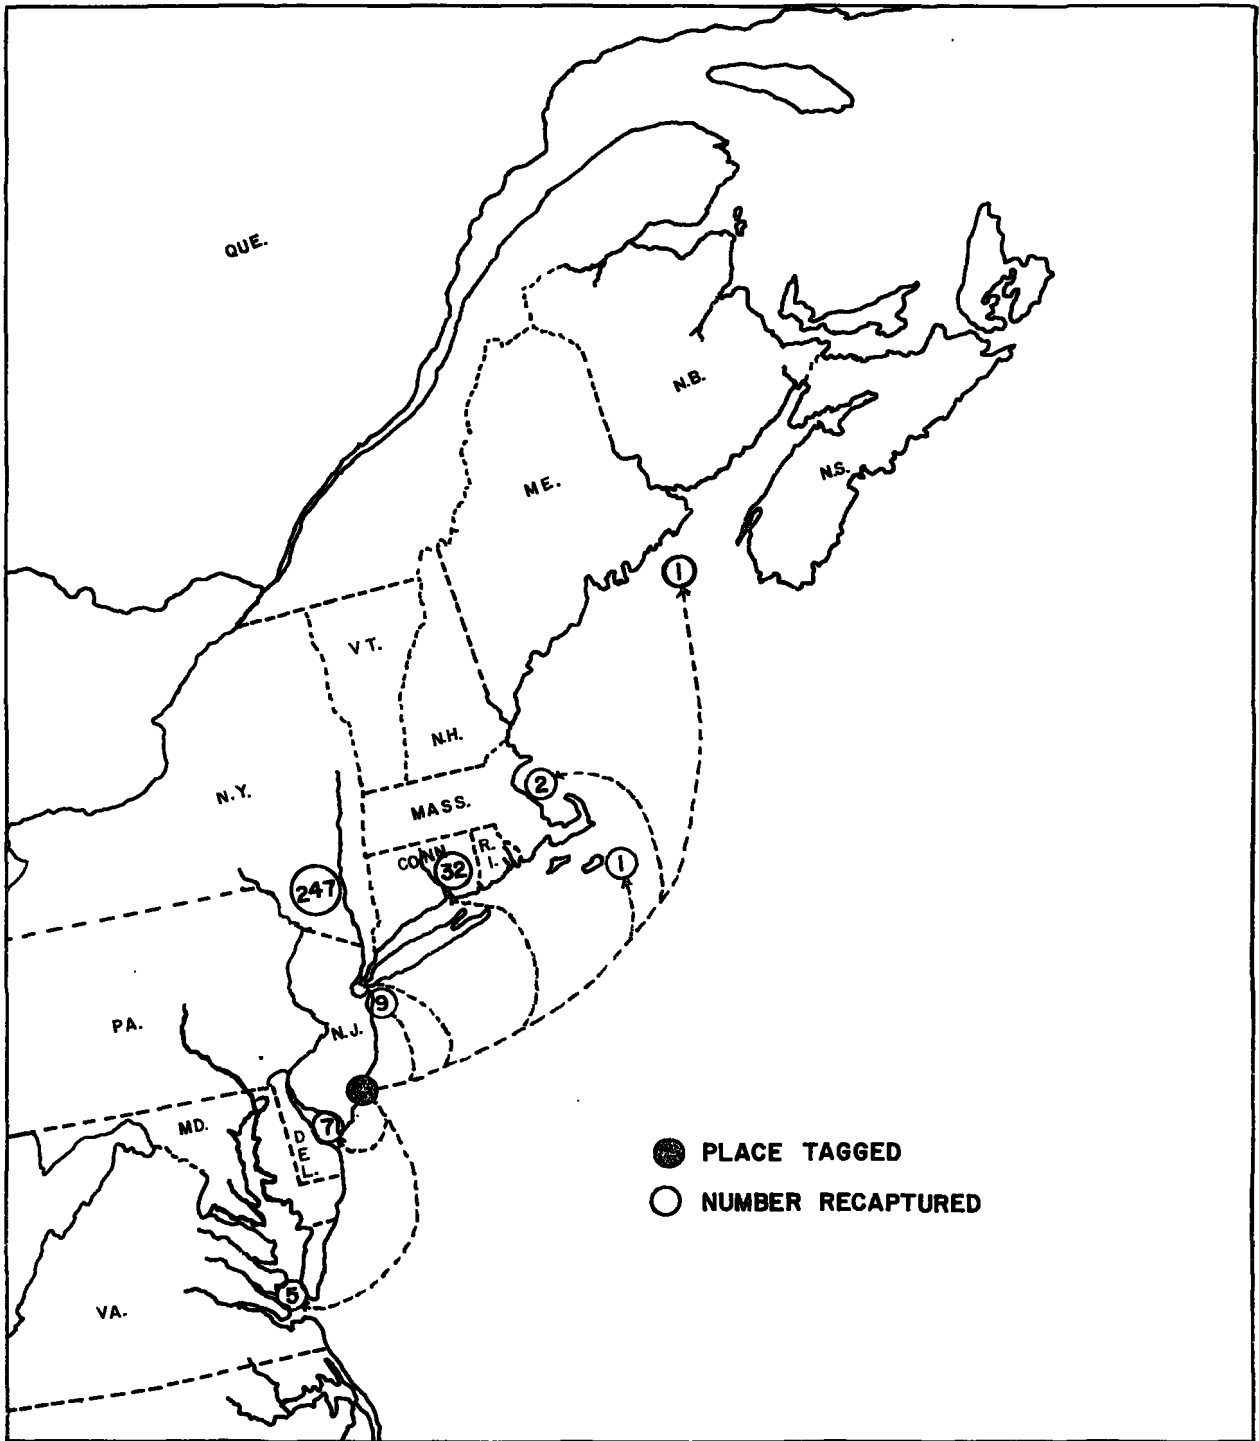 QUE.
N.B.
N.S.
ME.
1
VT.
N.H.
2
N.Y.
MASS.
CONN.
R.
I.
32
1
247
9
N.J.
PA.
7
MD.
D
E
L.
PLACE TAGGED
NUMBER RECAPTURED
5
VA.